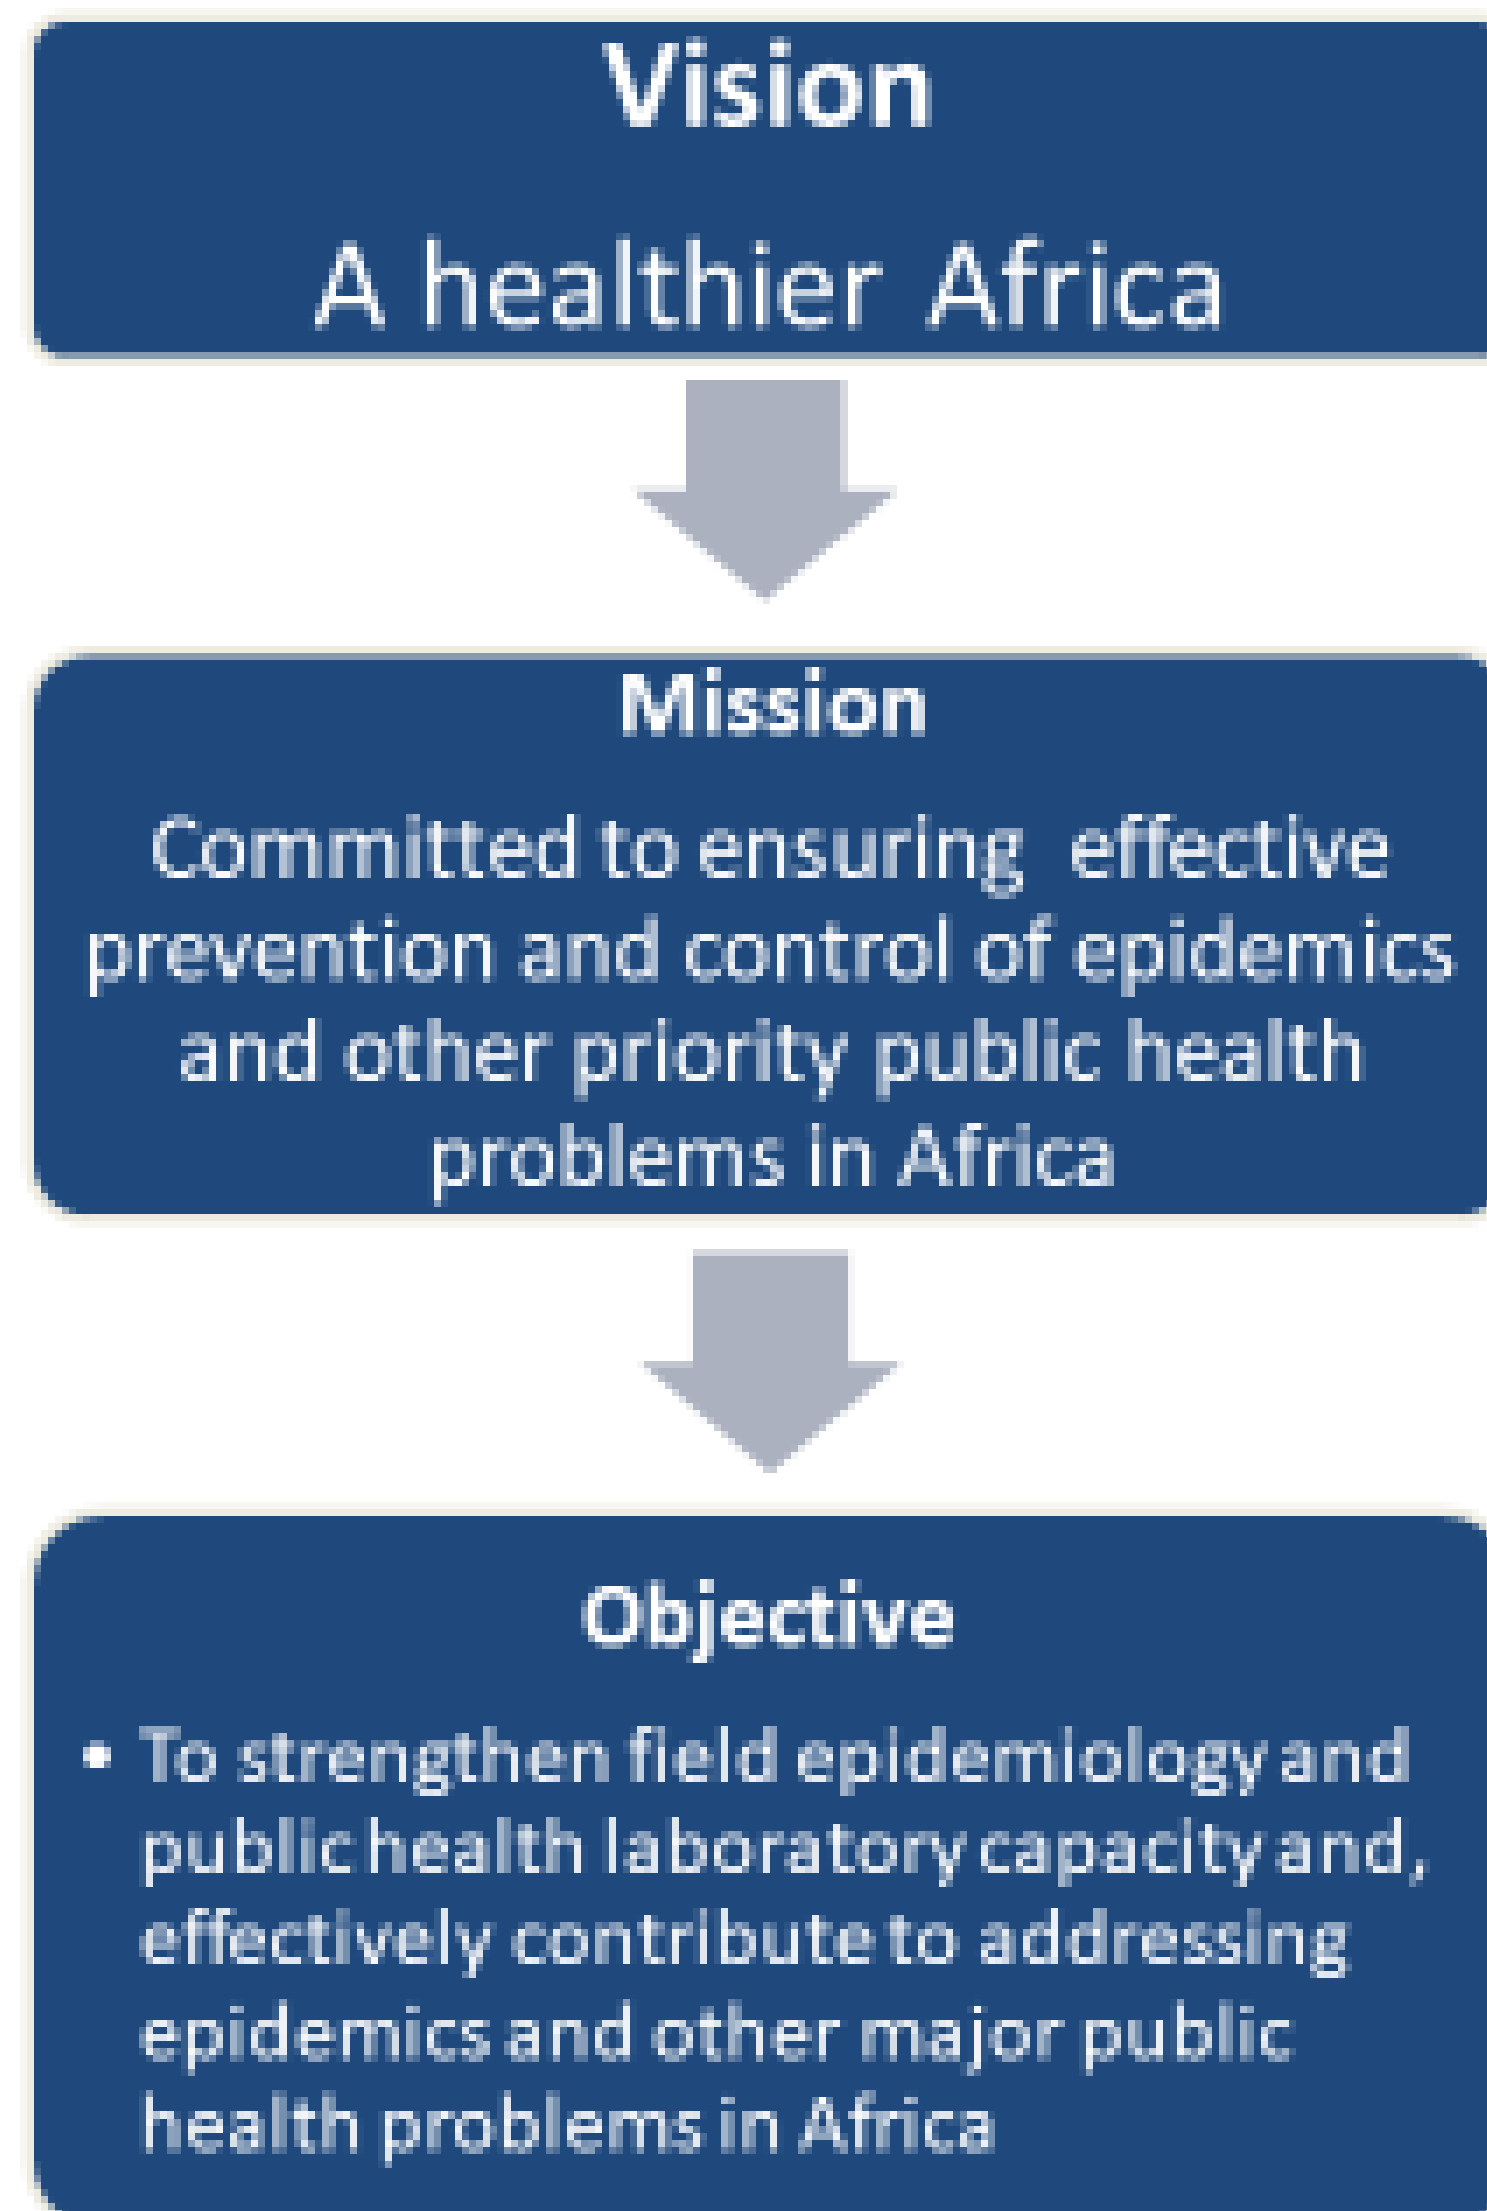 Vision
A healthier Africa
Mission
Committed to ensuring effective
prevention and control of epidemics
and other priority public health
problems in Africa
Objective
• To strengthen field epidemiology and
public health laboratory capacity and,
effectively contribute to addressing
epidemics and other major public
health problems in Africa